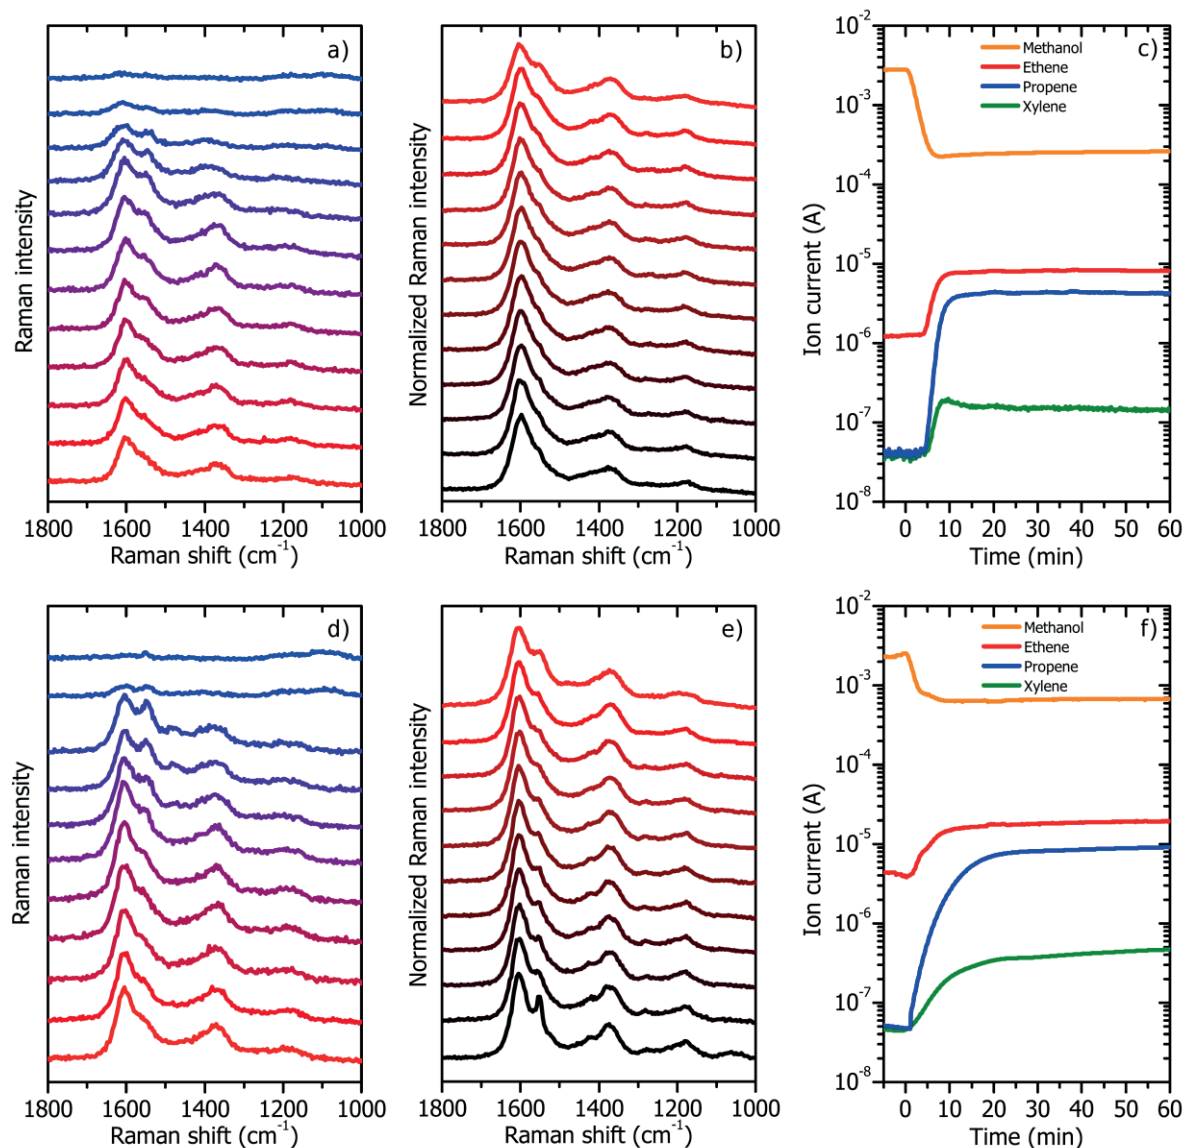 a)
Raman intensity
1800 1600 1400 1200 1000
Raman shift (cm⁻¹)
b)
Normalized Raman intensity
1800 1600 1400 1200 1000
Raman shift (cm⁻¹)
c)
Methanol
Ethene
Propene
Xylene
Ion current (A)
10⁻²
10⁻³
10⁻⁴
10⁻⁵
10⁻⁶
10⁻⁷
10⁻⁸
0 10 20 30 40 50 60
Time (min)
d)
Raman intensity
1800 1600 1400 1200 1000
Raman shift (cm⁻¹)
e)
Normalized Raman intensity
1800 1600 1400 1200 1000
Raman shift (cm⁻¹)
f)
Methanol
Ethene
Propene
Xylene
Ion current (A)
10⁻²
10⁻³
10⁻⁴
10⁻⁵
10⁻⁶
10⁻⁷
10⁻⁸
0 10 20 30 40 50 60
Time (min)